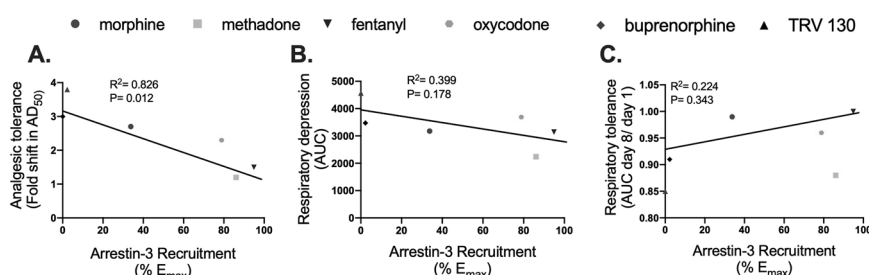 morphine methadone fentanyl oxycodone buprenorphine TRV 130
A.
R²= 0.826
P= 0.012
Analgesic tolerance
(Fold shift in AD₅₀)
4
3
2
1
0
0 20 40 60 80 100
Arrestin-3 Recruitment
(% Eₘₐₓ)
B.
R²= 0.399
P= 0.178
Respiratory depression
(AUC)
5000
4000
3000
2000
1000
0
0 20 40 60 80 100
Arrestin-3 Recruitment
(% Eₘₐₓ)
C.
R²= 0.224
P= 0.343
Respiratory tolerance
(AUC day 8/ day 1)
1.05
1.00
0.95
0.90
0.85
0.80
0 20 40 60 80 100
Arrestin-3 Recruitment
(% Eₘₐₓ)